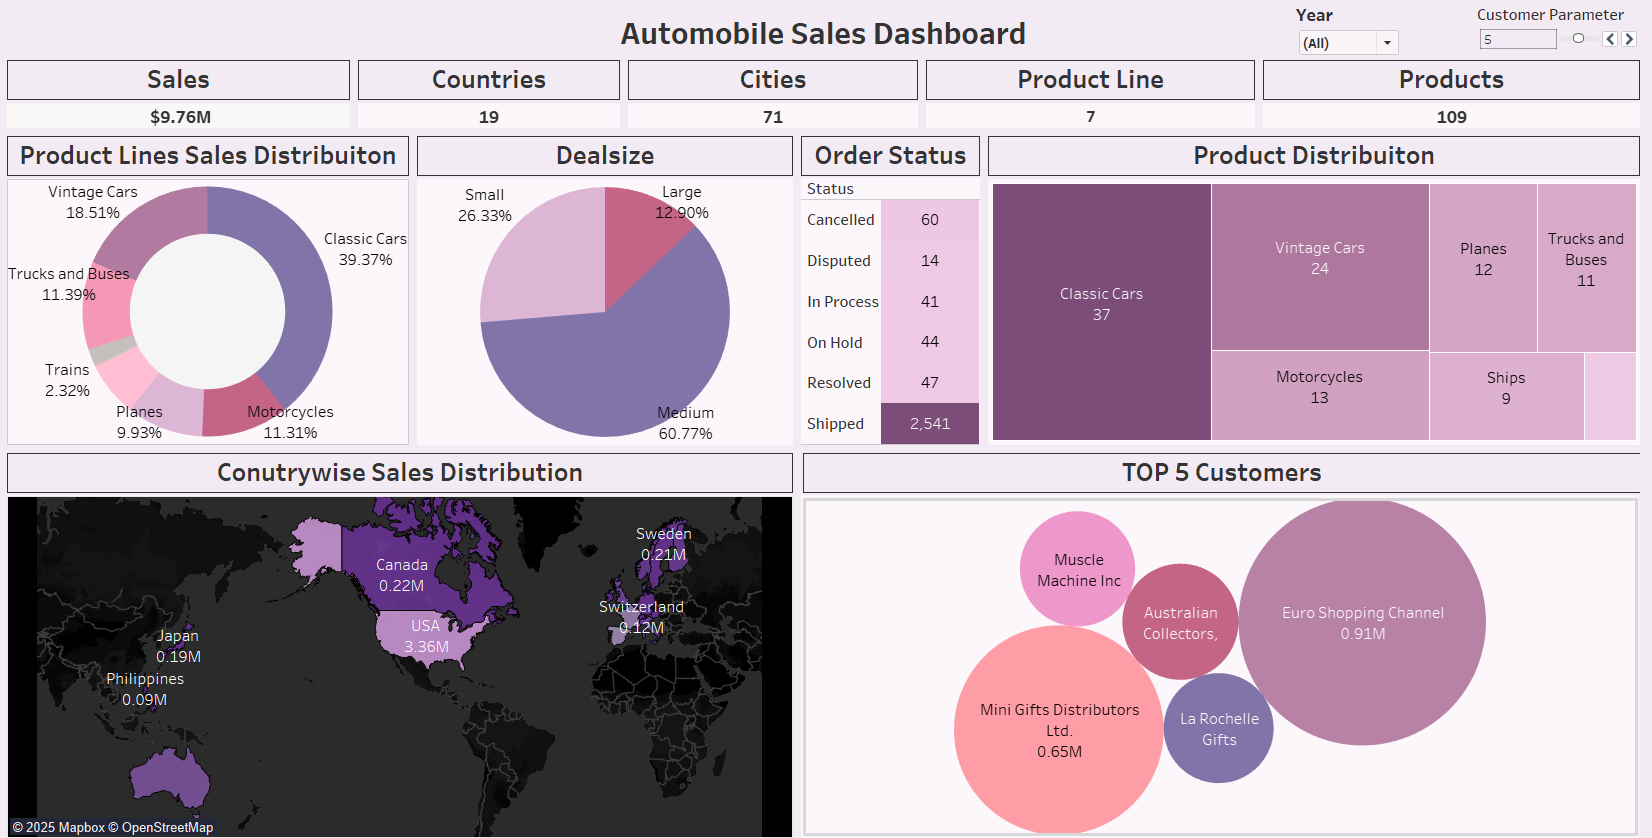 Automobile Sales Dashboard
Year
(All)
Customer Parameter
5
Sales
$9.76M
Countries
19
Cities
71
Product Line
7
Products
109
Product Lines Sales Distribuiton
Vintage Cars
18.51%
Classic Cars
39.37%
Trucks and Buses
11.39%
Trains
2.32%
Planes
9.93%
Motorcycles
11.31%
Dealsize
Small
26.33%
Large
12.90%
Medium
60.77%
Order Status
Status
Cancelled 60
Disputed 14
In Process 41
On Hold 44
Resolved 47
Shipped 2,541
Product Distribuiton
Classic Cars
37
Vintage Cars
24
Motorcycles
13
Planes
12
Trucks and
Buses
11
Ships
9
Conutrywise Sales Distribution
Sweden
0.21M
Canada
0.22M
Switzerland
0.12M
USA
3.36M
Japan
0.19M
Philippines
0.09M
© 2025 Mapbox © OpenStreetMap
TOP 5 Customers
Muscle
Machine Inc
Australian
Collectors,
Euro Shopping Channel
0.91M
Mini Gifts Distributors
Ltd.
0.65M
La Rochelle
Gifts